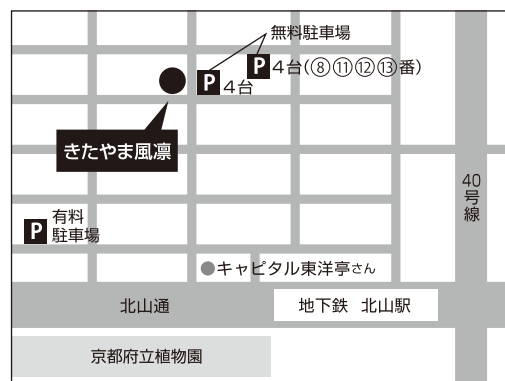 無料駐車場
P 4台(⑧⑪⑫⑬番)
P 4台
きたやま風凛
40号線
P 有料
駐車場
キャピタル東洋亭さん
北山通
地下鉄 北山駅
京都府立植物園